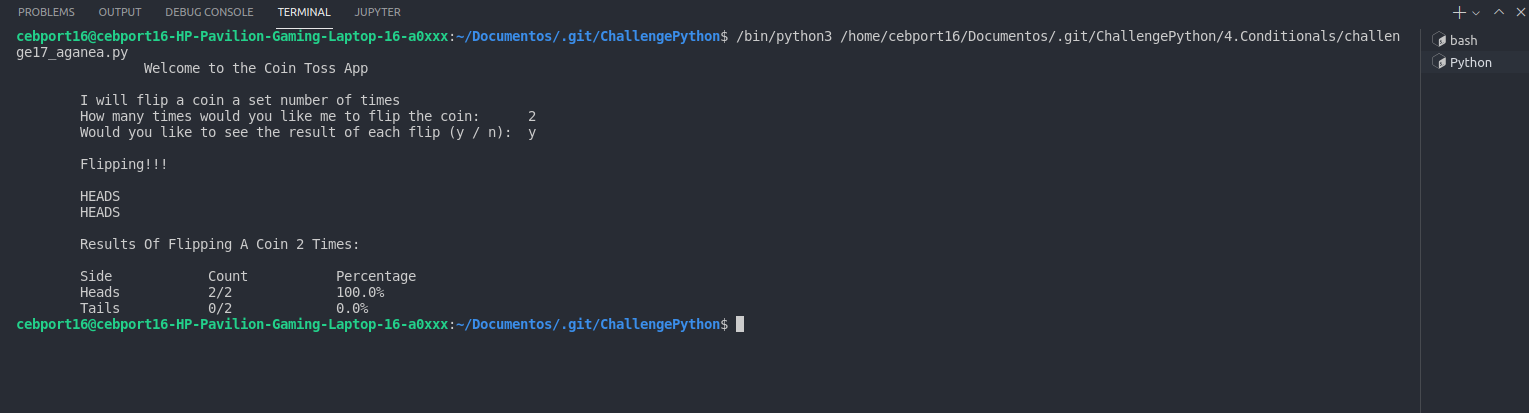 PROBLEMS OUTPUT DEBUG CONSOLE TERMINAL JUPYTER
cebport16@cebport16-HP-Pavilion-Gaming-Laptop-16-a0xxx:~/Documentos/.git/ChallengePython$ /bin/python3 /home/cebport16/Documentos/.git/ChallengePython/4.Conditionals/challen
ge17_aganea.py
Welcome to the Coin Toss App
I will flip a coin a set number of times
How many times would you like me to flip the coin: 2
Would you like to see the result of each flip (y / n): y
Flipping!!!
HEADS
HEADS
Results Of Flipping A Coin 2 Times:
Side Count Percentage
Heads 2/2 100.0%
Tails 0/2 0.0%
cebport16@cebport16-HP-Pavilion-Gaming-Laptop-16-a0xxx:~/Documentos/.git/ChallengePython$
bash
Python